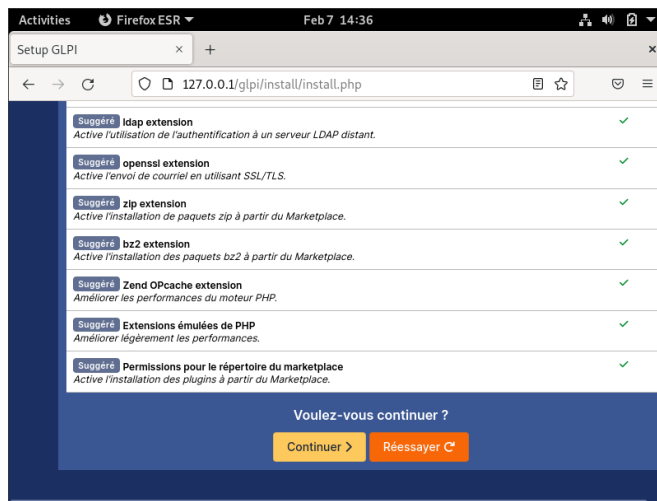 Activities Firefox ESR Feb 7 14:36
Setup GLPI × + ×
127.0.0.1/glpi/install/install.php
Suggéré ldap extension
Active l'utilisation de l'authentification à un serveur LDAP distant.
Suggéré openssl extension
Active l'envoi de courriel en utilisant SSL/TLS.
Suggéré zip extension
Active l'installation de paquets zip à partir du Marketplace.
Suggéré bz2 extension
Active l'installation des paquets bz2 à partir du Marketplace.
Suggéré Zend OPcache extension
Améliorer les performances du moteur PHP.
Suggéré Extensions émulées de PHP
Améliorer légèrement les performances.
Suggéré Permissions pour le répertoire du marketplace
Active l'installation des plugins à partir du Marketplace.
Voulez-vous continuer ?
Continuer Réessayer